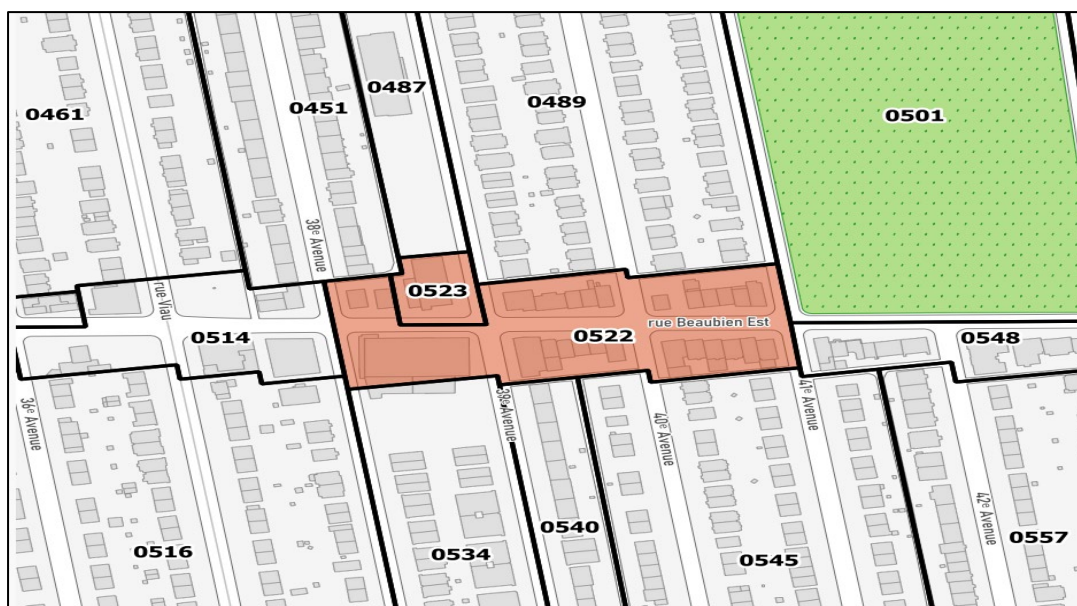 0461
0451
0487
0489
0501
38e Avenue
0523
rue Viau
rue Beaubien Est
0514
0522
0548
36e Avenue
39e Avenue
40e Avenue
41e Avenue
42e Avenue
0516
0534
0540
0545
0557